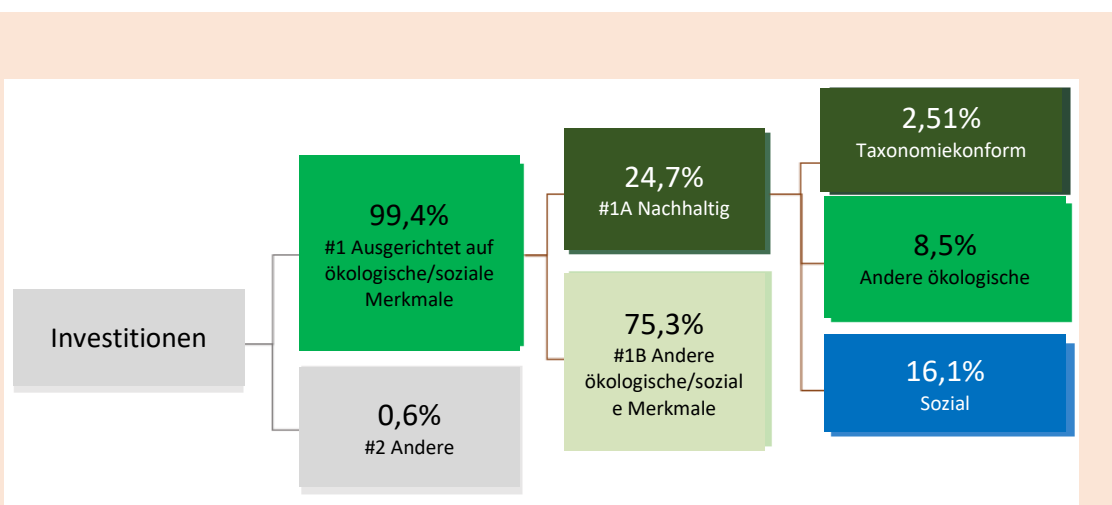 Investitionen
99,4%
#1 Ausgerichtet auf
ökologische/soziale
Merkmale
0,6%
#2 Andere
24,7%
#1A Nachhaltig
75,3%
#1B Andere
ökologische/sozial
e Merkmale
2,51%
Taxonomiekonform
8,5%
Andere ökologische
16,1%
Sozial